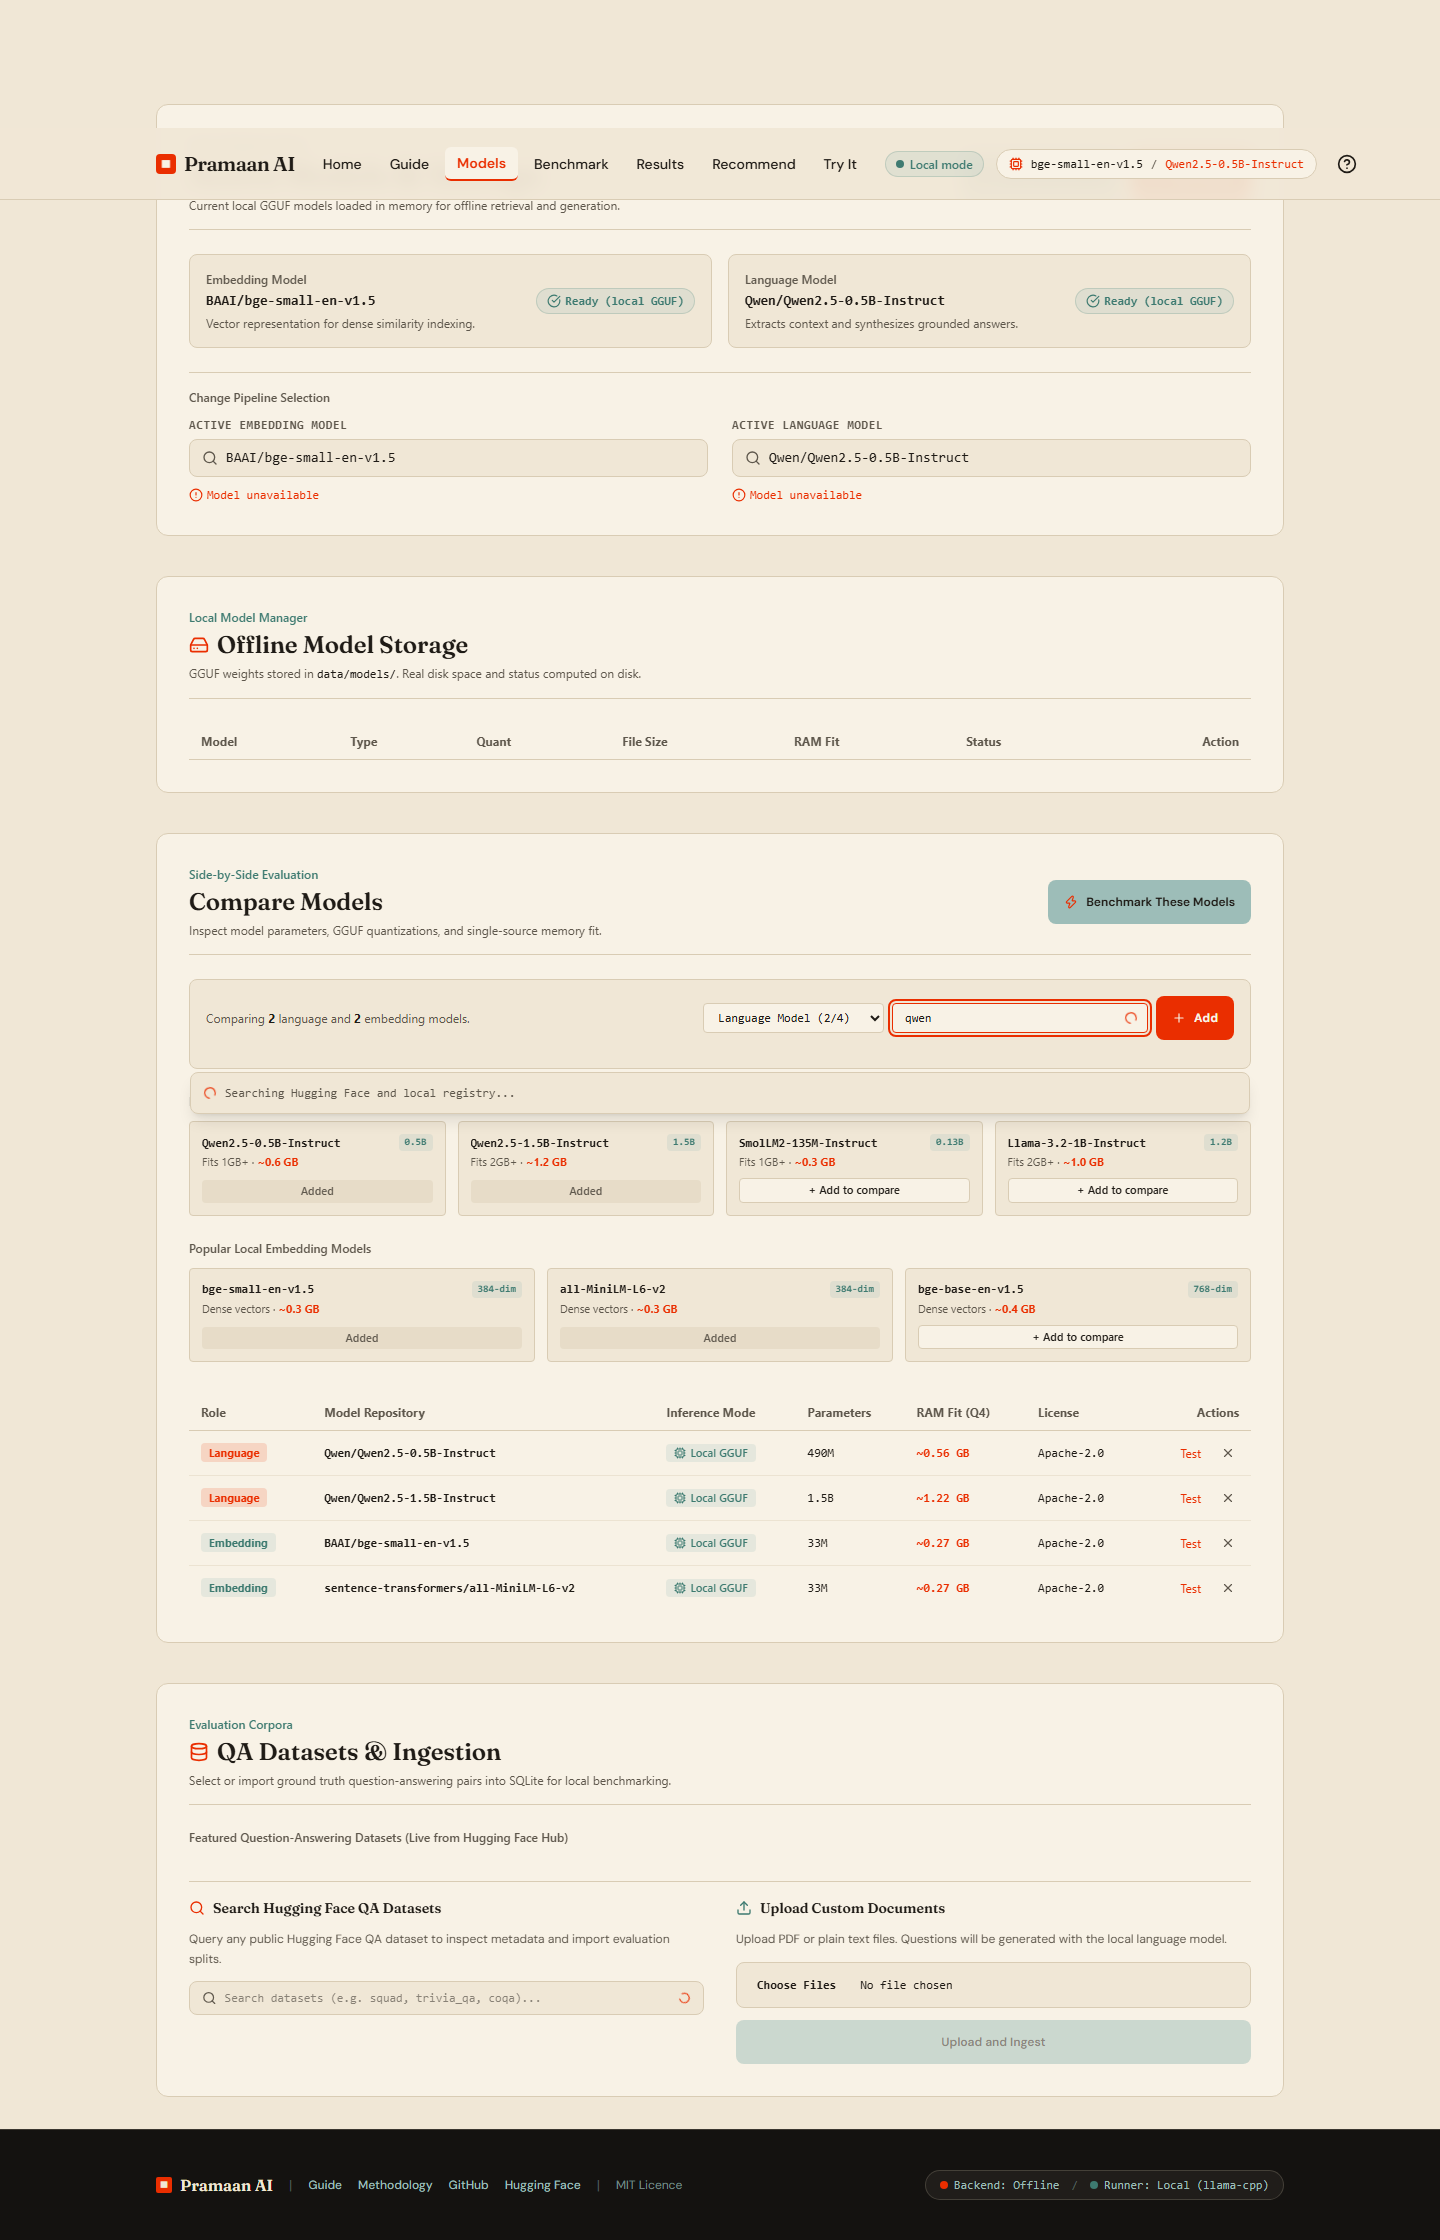 Pramaan AI
Home
Guide
Models
Benchmark
Results
Recommend
Try It
Local mode
bge-small-en-v1.5 / Qwen2.5-0.5B-Instruct
Current local GGUF models loaded in memory for offline retrieval and generation.
Embedding Model
BAAI/bge-small-en-v1.5
Ready (local GGUF)
Vector representation for dense similarity indexing.
Language Model
Qwen/Qwen2.5-0.5B-Instruct
Ready (local GGUF)
Extracts context and synthesizes grounded answers.
Change Pipeline Selection
ACTIVE EMBEDDING MODEL
BAAI/bge-small-en-v1.5
Model unavailable
ACTIVE LANGUAGE MODEL
Qwen/Qwen2.5-0.5B-Instruct
Model unavailable
Local Model Manager
Offline Model Storage
GGUF weights stored in data/models/. Real disk space and status computed on disk.
Model Type Quant File Size RAM Fit Status Action
Side-by-Side Evaluation
Compare Models
Inspect model parameters, GGUF quantizations, and single-source memory fit.
Benchmark These Models
Comparing 2 language and 2 embedding models.
Language Model (2/4)
qwen
+ Add
Searching Hugging Face and local registry...
Qwen2.5-0.5B-Instruct 0.5B
Fits 1GB+ · ~0.6 GB
Added
Qwen2.5-1.5B-Instruct 1.5B
Fits 2GB+ · ~1.2 GB
Added
SmolLM2-135M-Instruct 0.13B
Fits 1GB+ · ~0.3 GB
+ Add to compare
Llama-3.2-1B-Instruct 1.2B
Fits 2GB+ · ~1.0 GB
+ Add to compare
Popular Local Embedding Models
bge-small-en-v1.5 384-dim
Dense vectors · ~0.3 GB
Added
all-MiniLM-L6-v2 384-dim
Dense vectors · ~0.3 GB
Added
bge-base-en-v1.5 768-dim
Dense vectors · ~0.4 GB
+ Add to compare
Role Model Repository Inference Mode Parameters RAM Fit (Q4) License Actions
Language Qwen/Qwen2.5-0.5B-Instruct Local GGUF 490M ~0.56 GB Apache-2.0 Test
Language Qwen/Qwen2.5-1.5B-Instruct Local GGUF 1.5B ~1.22 GB Apache-2.0 Test
Embedding BAAI/bge-small-en-v1.5 Local GGUF 33M ~0.27 GB Apache-2.0 Test
Embedding sentence-transformers/all-MiniLM-L6-v2 Local GGUF 33M ~0.27 GB Apache-2.0 Test
Evaluation Corpora
QA Datasets & Ingestion
Select or import ground truth question-answering pairs into SQLite for local benchmarking.
Featured Question-Answering Datasets (Live from Hugging Face Hub)
Search Hugging Face QA Datasets
Query any public Hugging Face QA dataset to inspect metadata and import evaluation
splits.
Search datasets (e.g. squad, trivia_qa, coqa)...
Upload Custom Documents
Upload PDF or plain text files. Questions will be generated with the local language model.
Choose Files No file chosen
Upload and Ingest
Pramaan AI | Guide Methodology GitHub Hugging Face | MIT Licence
Backend: Offline / Runner: Local (llama-cpp)